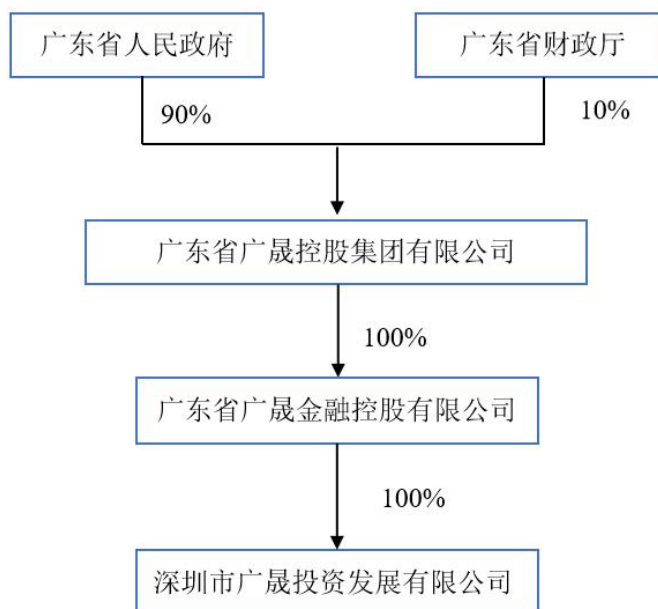 广东省人民政府
广东省财政厅
90%
10%
广东省广晟控股集团有限公司
100%
广东省广晟金融控股有限公司
100%
深圳市广晟投资发展有限公司